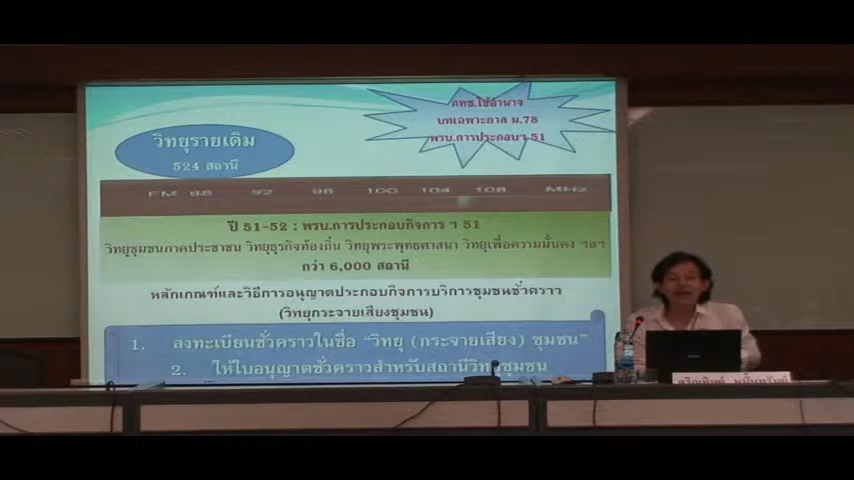 กทช.ใช้อำนาจ
บทเฉพาะกาล ม.78
พรบ.การประกอบฯ 51
วิทยุรายเดิม
524 สถานี
FM 88 92 98 100 104 108 MHz
ปี 51-52 : พรบ.การประกอบกิจการ ฯ 51
วิทยุชุมชนภาคประชาชน วิทยุธุรกิจท้องถิ่น วิทยุพระพุทธศาสนา วิทยุเพื่อความมั่นคง ฯลฯ
กว่า 6,000 สถานี
หลักเกณฑ์และวิธีการอนุญาตประกอบกิจการบริการชุมชนชั่วคราว
(วิทยุกระจายเสียงชุมชน)
1. ลงทะเบียนชั่วคราวในชื่อ "วิทยุ (กระจายเสียง) ชุมชน"
2. ให้ใบอนุญาตชั่วคราวสำหรับสถานีวิทยุชุมชน